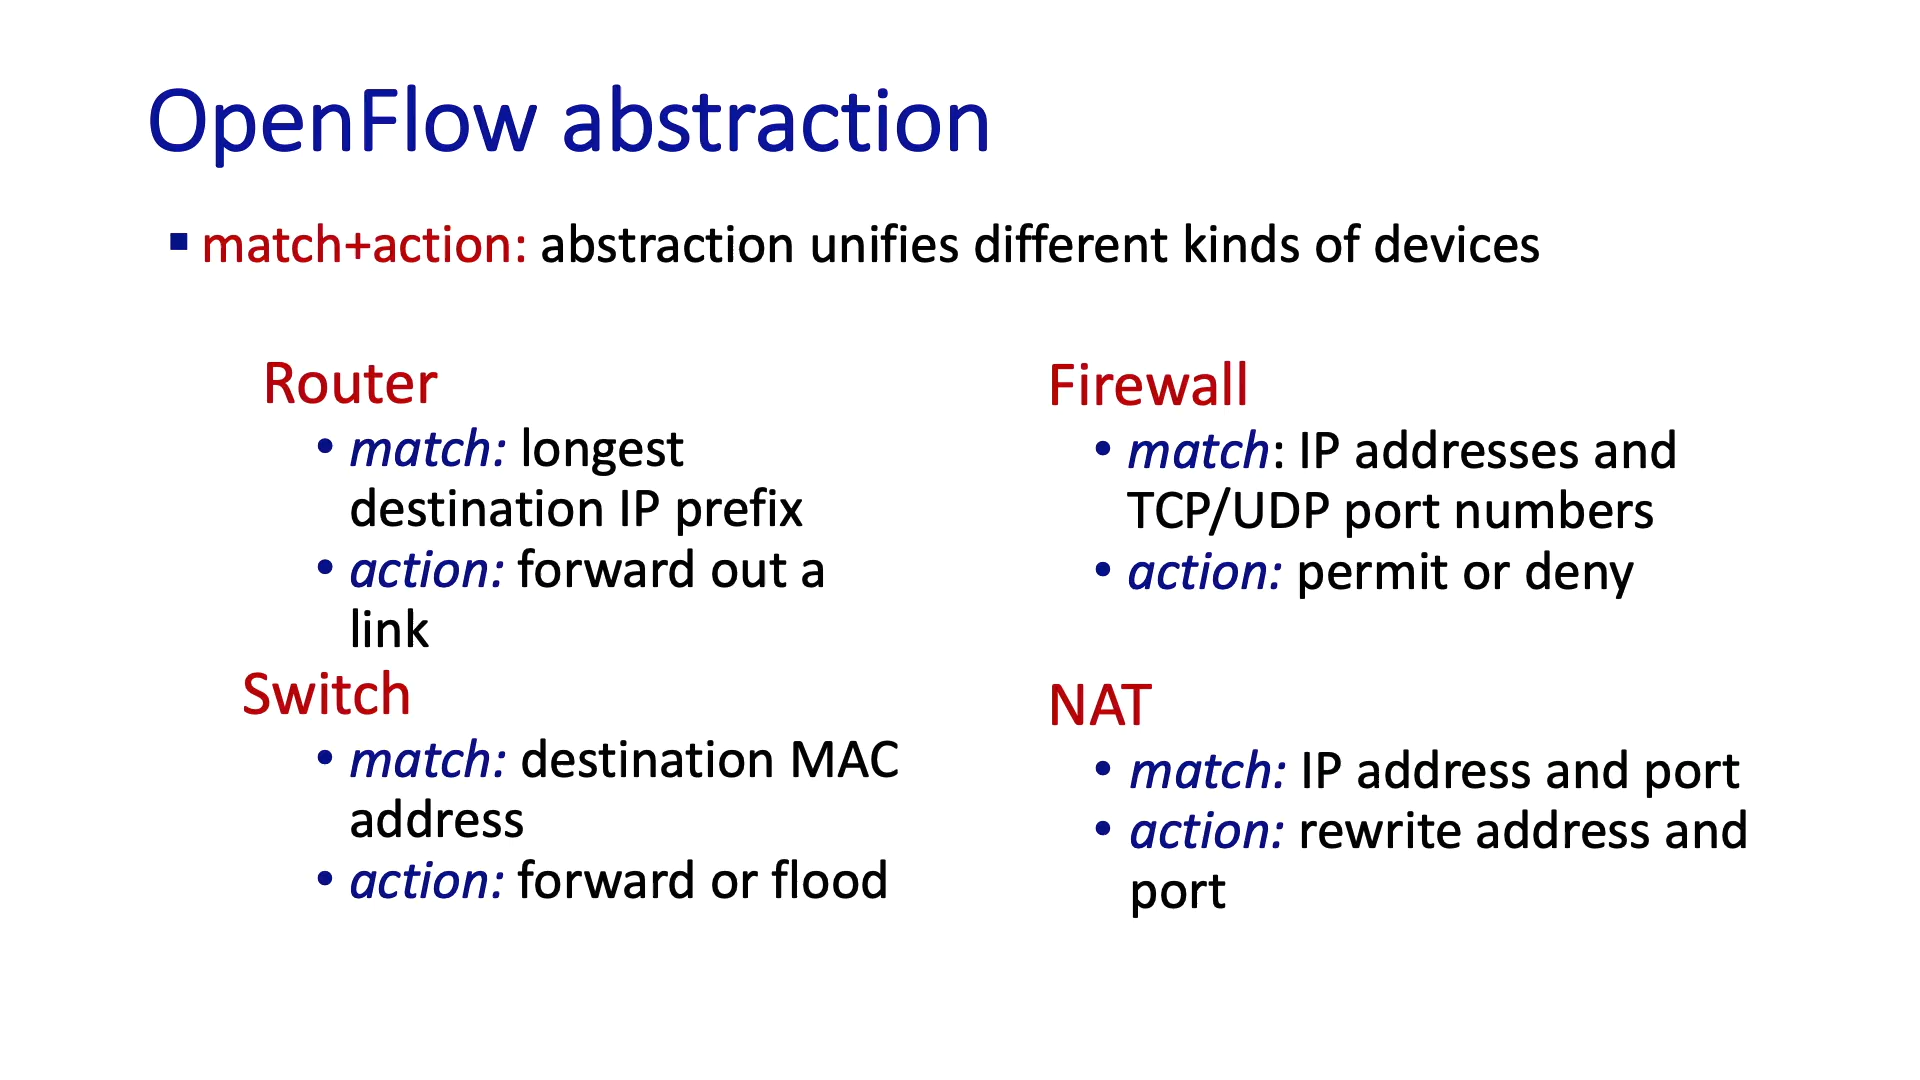 OpenFlow abstraction
▪ match+action: abstraction unifies different kinds of devices
Router
• match: longest
destination IP prefix
• action: forward out a
link
Switch
• match: destination MAC
address
• action: forward or flood
Firewall
• match: IP addresses and
TCP/UDP port numbers
• action: permit or deny
NAT
• match: IP address and port
• action: rewrite address and
port